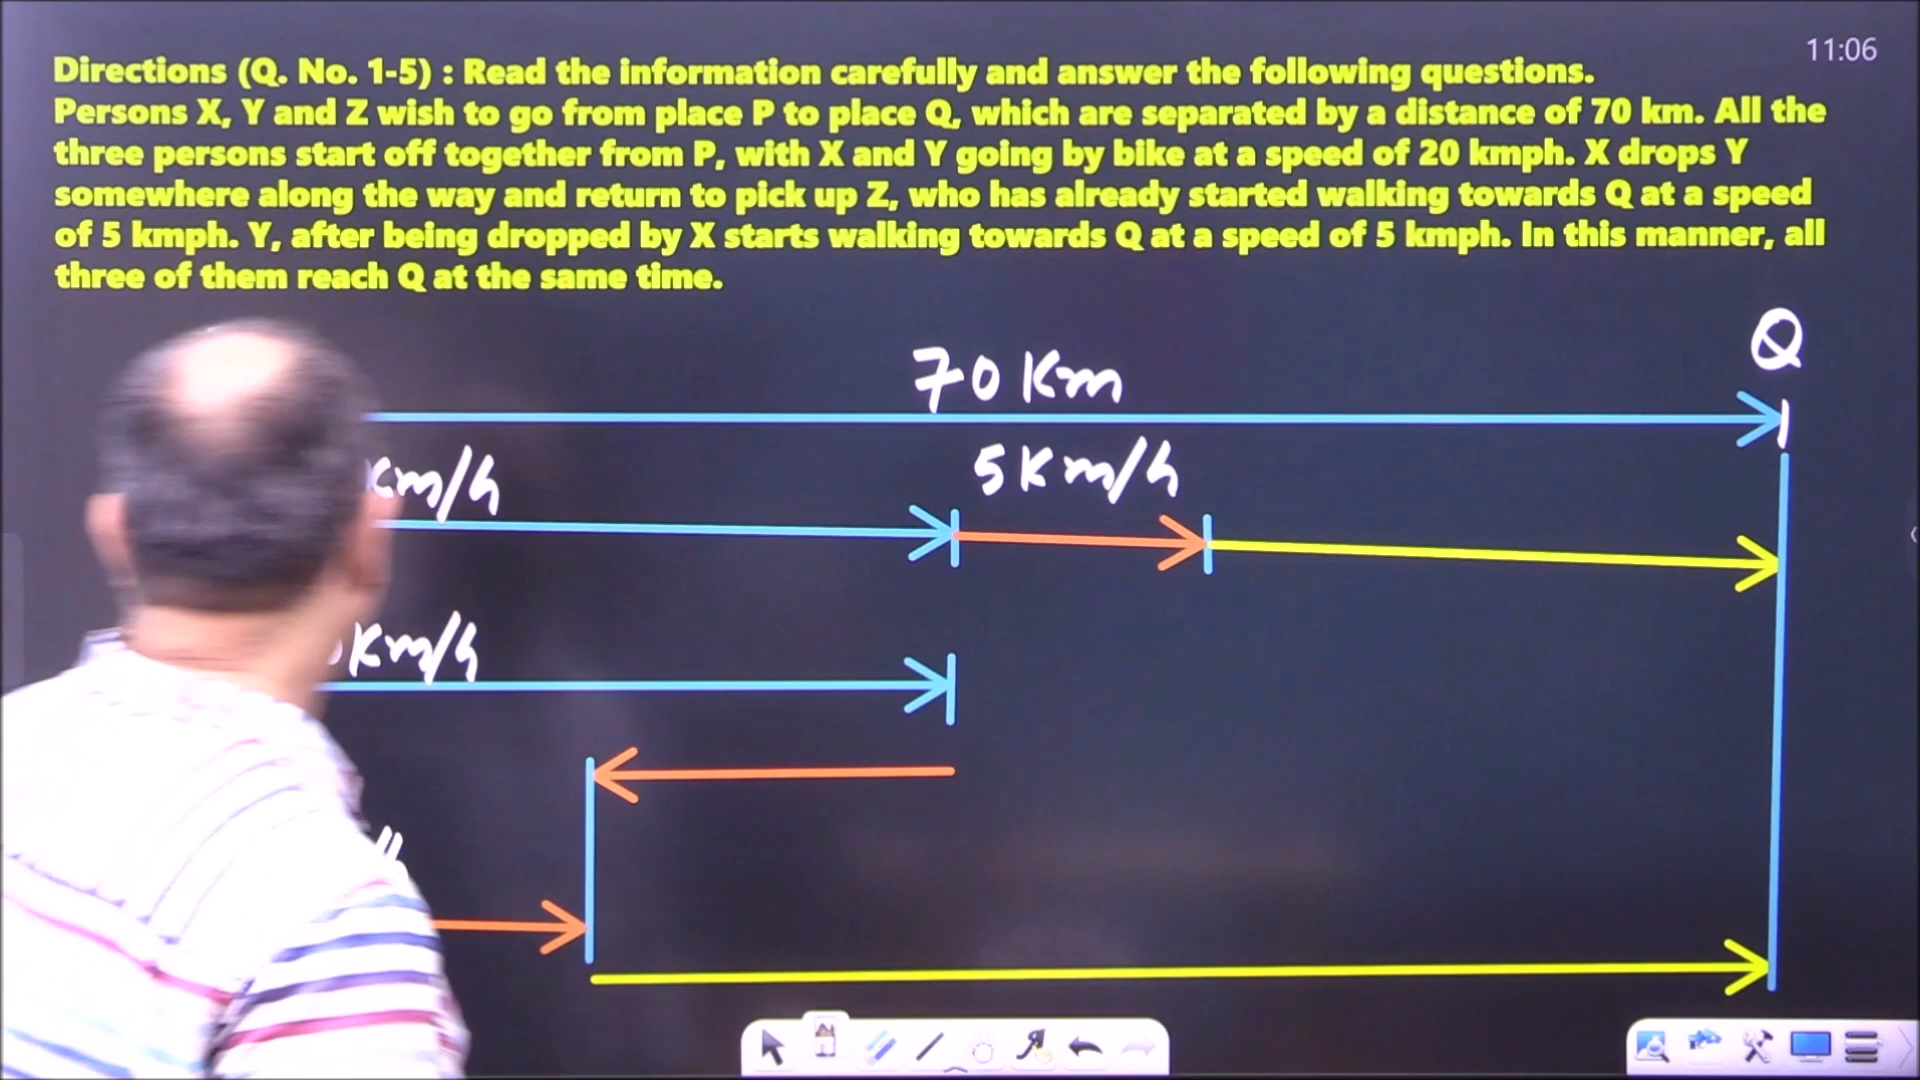 11:06
Directions (Q. No. 1-5) : Read the information carefully and answer the following questions.
Persons X, Y and Z wish to go from place P to place Q, which are separated by a distance of 70 km. All the
three persons start off together from P, with X and Y going by bike at a speed of 20 kmph. X drops Y
somewhere along the way and return to pick up Z, who has already started walking towards Q at a speed
of 5 kmph. Y, after being dropped by X starts walking towards Q at a speed of 5 kmph. In this manner, all
three of them reach Q at the same time.
Q
70 Km
Km/h
5 Km/h
Km/h